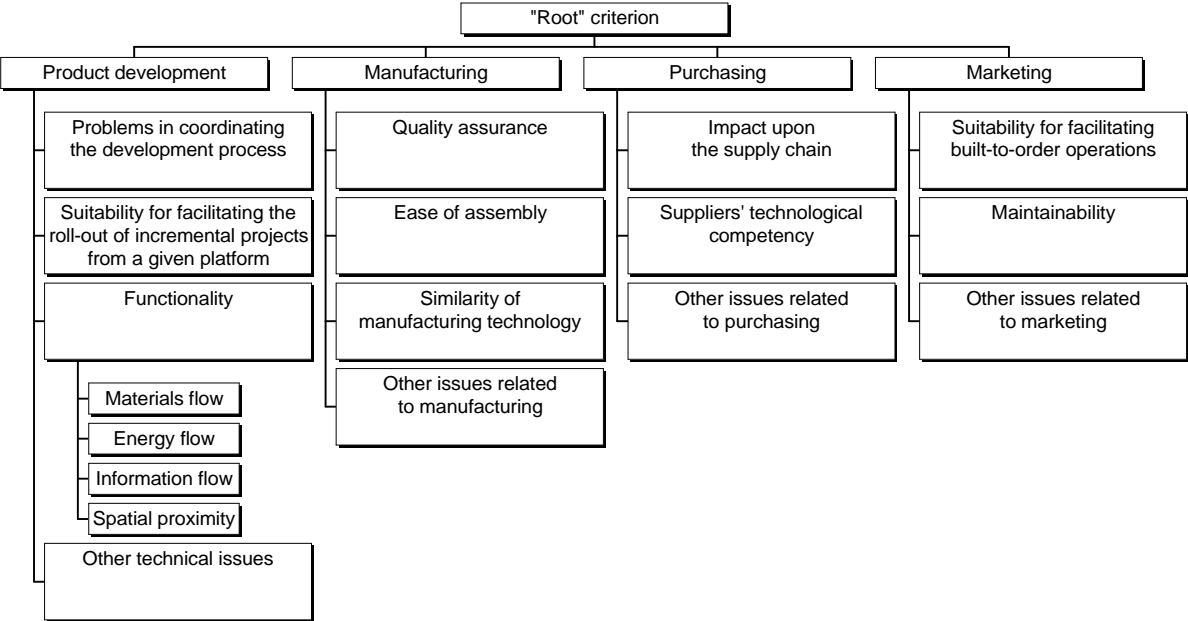 "Root" criterion
Product development
Manufacturing
Purchasing
Marketing
Problems in coordinating
the development process
Suitability for facilitating the
roll-out of incremental projects
from a given platform
Functionality
Materials flow
Energy flow
Information flow
Spatial proximity
Other technical issues
Quality assurance
Ease of assembly
Similarity of
manufacturing technology
Other issues related
to manufacturing
Impact upon
the supply chain
Suppliers' technological
competency
Other issues related
to purchasing
Suitability for facilitating
built-to-order operations
Maintainability
Other issues related
to marketing